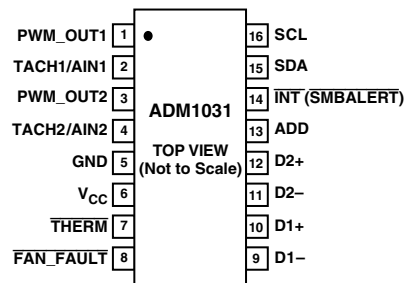 PWM_OUT1 1
TACH1/AIN1 2
PWM_OUT2 3
TACH2/AIN2 4
GND 5
VCC 6
THERM 7
FAN_FAULT 8
ADM1031
TOP VIEW
(Not to Scale)
16 SCL
15 SDA
14 INT (SMBALERT)
13 ADD
12 D2+
11 D2–
10 D1+
9 D1–